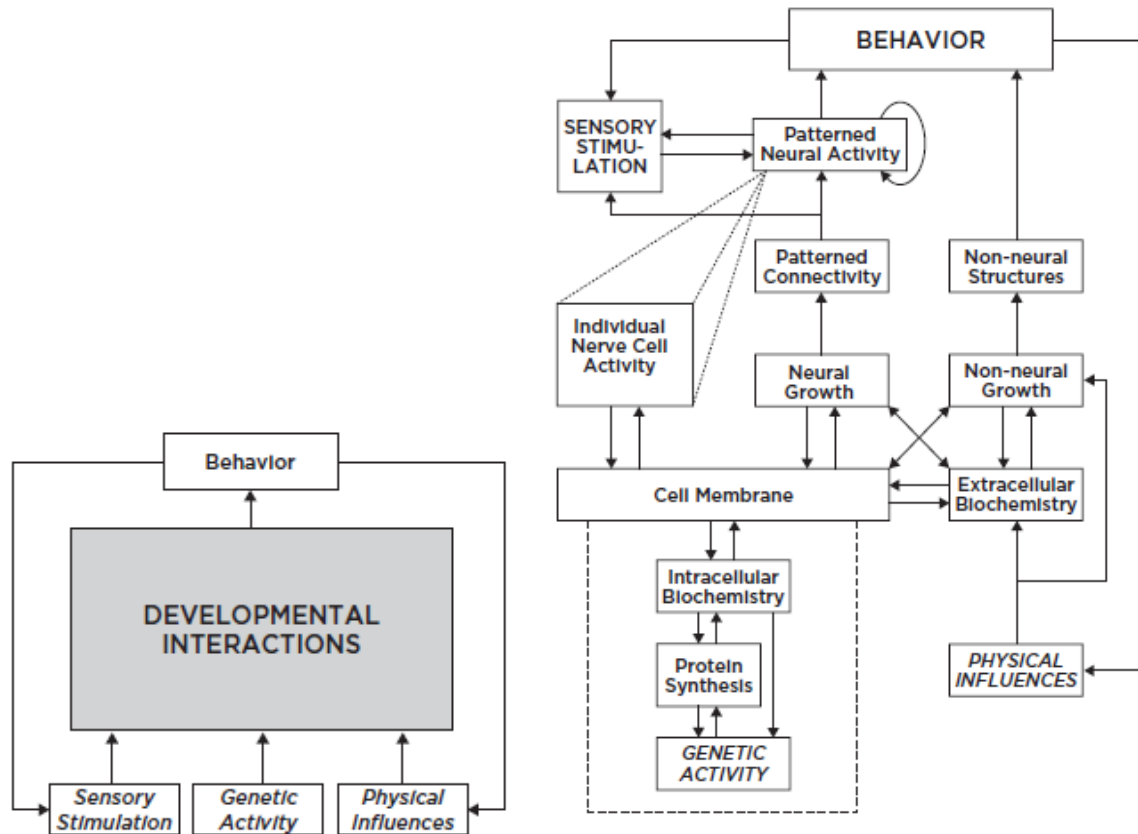 Behavior
DEVELOPMENTAL
INTERACTIONS
Sensory
Stimulation
Genetic
Activity
Physical
Influences
BEHAVIOR
SENSORY
STIMU-
LATION
Patterned
Neural Activity
Patterned
Connectivity
Non-neural
Structures
Individual
Nerve Cell
Activity
Neural
Growth
Non-neural
Growth
Cell Membrane
Extracellular
Biochemistry
Intracellular
Biochemistry
Protein
Synthesis
GENETIC
ACTIVITY
PHYSICAL
INFLUENCES